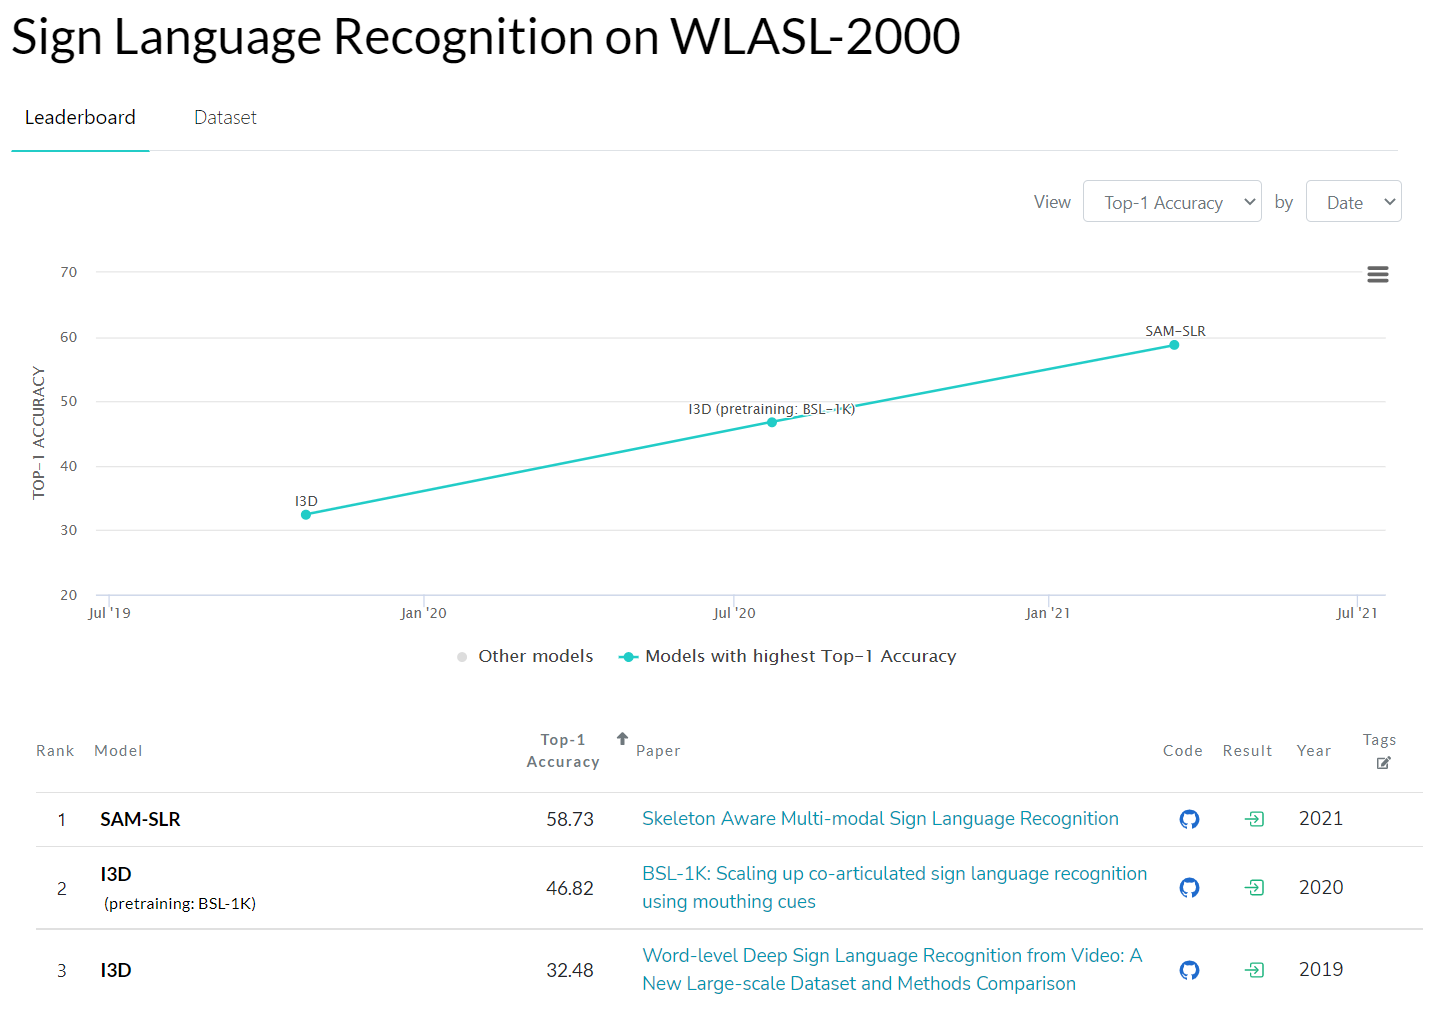 Sign Language Recognition on WLASL-2000
Leaderboard Dataset
View Top-1 Accuracy by Date
70
60
50
40
30
20
TOP-1 ACCURACY
SAM-SLR
I3D (pretraining: BSL-1K)
I3D
Jul '19 Jan '20 Jul '20 Jan '21 Jul '21
Other models Models with highest Top-1 Accuracy
Rank Model Top-1 Accuracy Paper Code Result Year Tags
1 SAM-SLR 58.73 Skeleton Aware Multi-modal Sign Language Recognition 2021
2 I3D (pretraining: BSL-1K) 46.82 BSL-1K: Scaling up co-articulated sign language recognition
using mouthing cues 2020
3 I3D 32.48 Word-level Deep Sign Language Recognition from Video: A
New Large-scale Dataset and Methods Comparison 2019